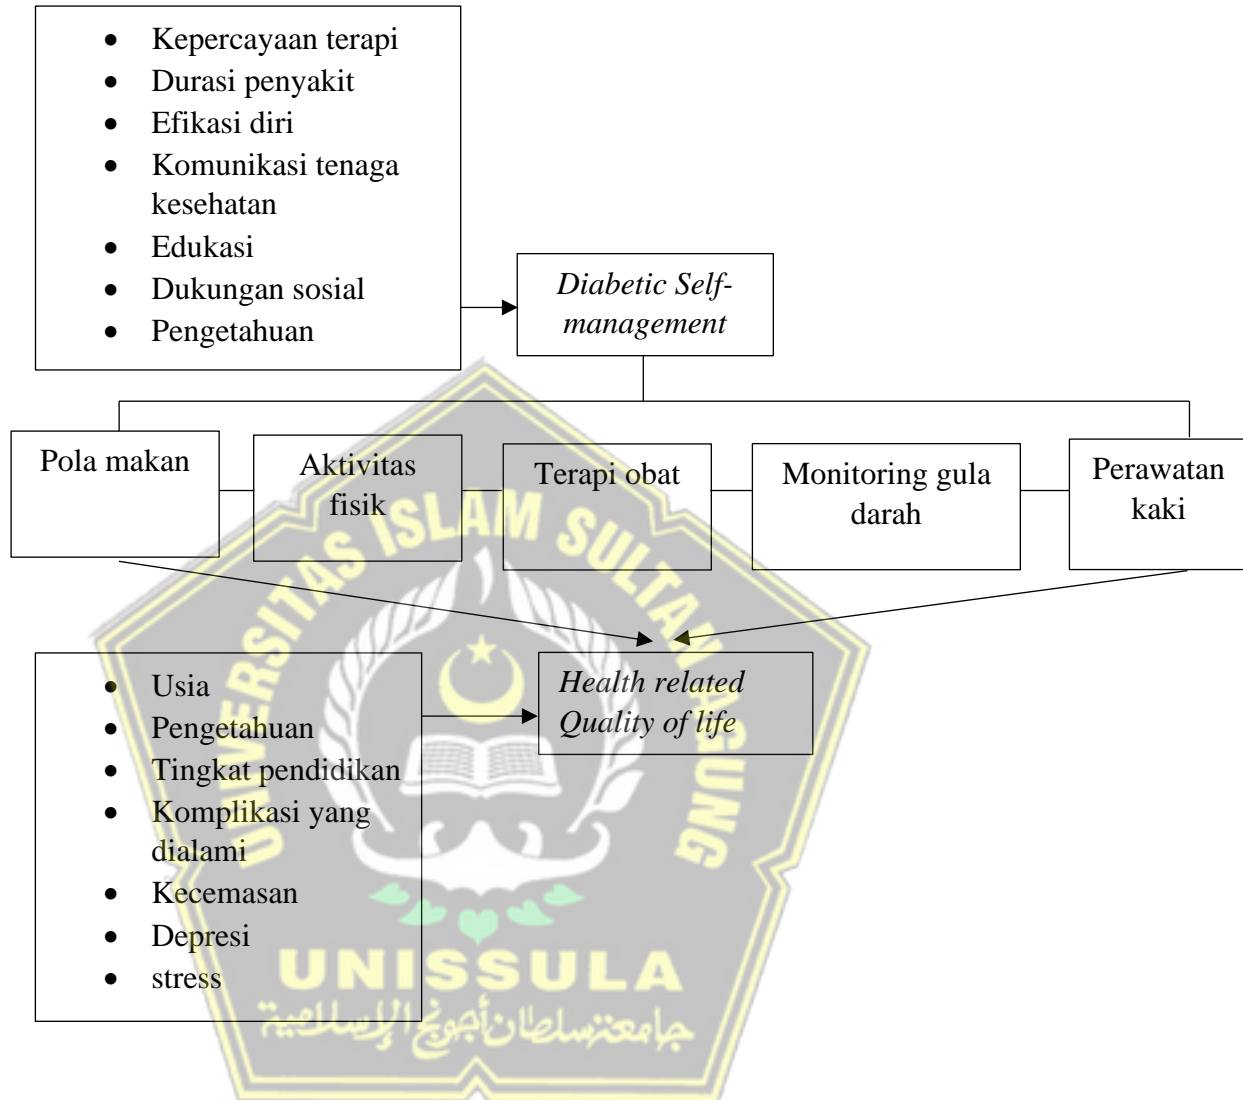 Kepercayaan terapi
Durasi penyakit
Efikasi diri
Komunikasi tenaga
kesehatan
Edukasi
Dukungan sosial
Pengetahuan
Diabetic Self-
management
Pola makan
Aktivitas
fisik
Terapi obat
Monitoring gula
darah
Perawatan
kaki
Usia
Pengetahuan
Tingkat pendidikan
Komplikasi yang
dialami
Kecemasan
Depresi
stress
Health related
Quality of life
UNIVERSITAS ISLAM SULTAN AGUNG
UNISSULA
جامعة سلطان أجونج الإسلامية